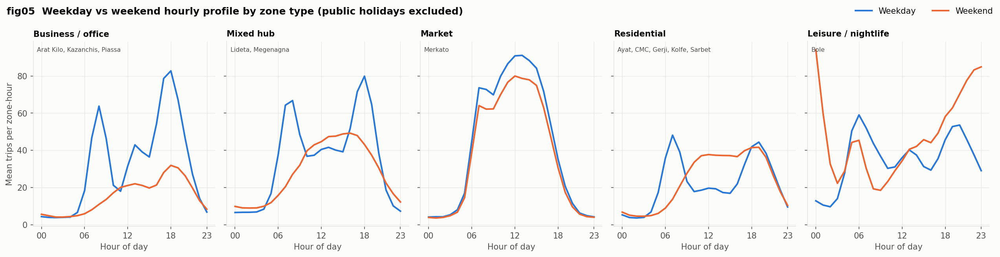 fig05  Weekday vs weekend hourly profile by zone type (public holidays excluded)
Weekday
Weekend
Business / office
Mixed hub
Market
Residential
Leisure / nightlife
Arat Kilo, Kazanchis, Piassa
Lideta, Megenagna
Merkato
Ayat, CMC, Gerji, Kolfe, Sarbet
Bole
Mean trips per zone-hour
80
60
40
20
0
00 06 12 18 23
00 06 12 18 23
00 06 12 18 23
00 06 12 18 23
00 06 12 18 23
Hour of day
Hour of day
Hour of day
Hour of day
Hour of day